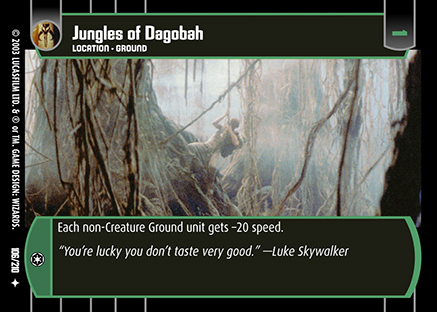 Jungles of Dagobah
LOCATION - GROUND
Each non-Creature Ground unit gets –20 speed.
“You’re lucky you don’t taste very good.” —Luke Skywalker
© 2003 LUCASFILM LTD. & ® or TM. GAME DESIGN: WIZARDS.
106/210